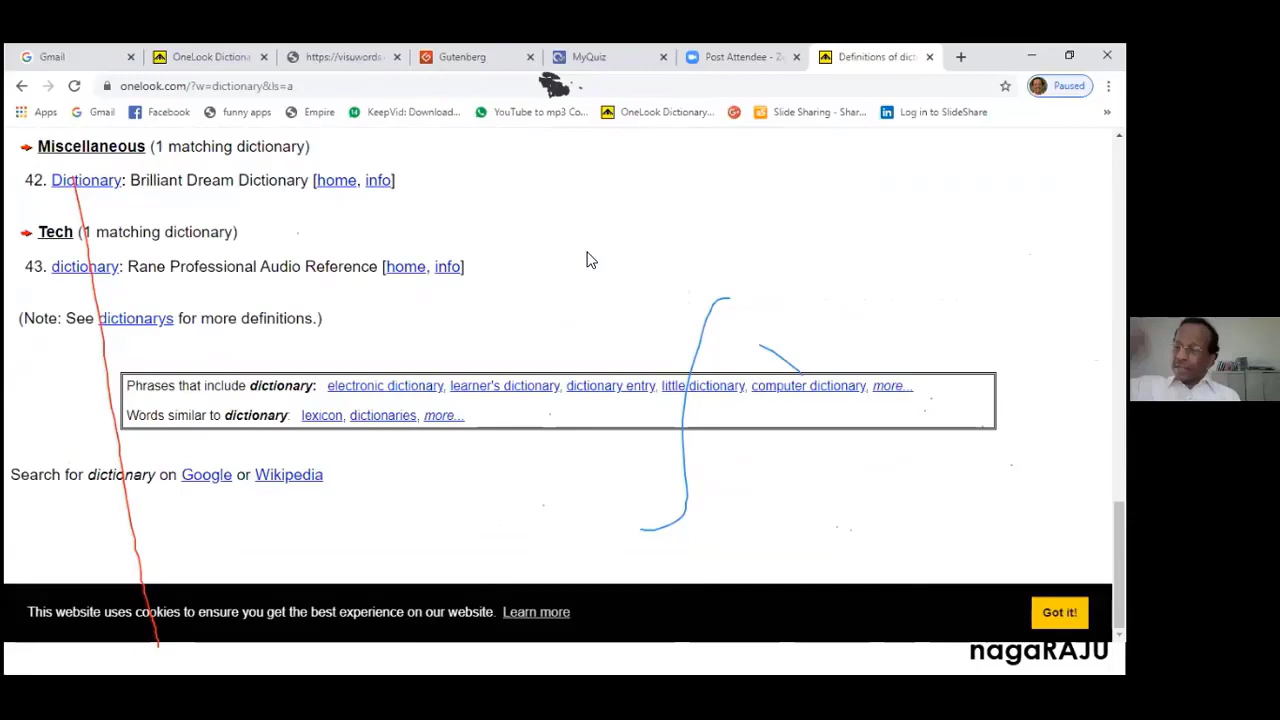 Gmail OneLook Dictiona https://visuwords Gutenberg MyQuiz Post Attendee - Z Definitions of dict
onelook.com/?w=dictionary&ls=a Paused
Apps Gmail Facebook funny apps Empire KeepVid: Download... YouTube to mp3 Co... OneLook Dictionary... Slide Sharing - Shar... Log in to SlideShare »
Miscellaneous (1 matching dictionary)
42. Dictionary: Brilliant Dream Dictionary [home, info]
Tech (1 matching dictionary)
43. dictionary: Rane Professional Audio Reference [home, info]
(Note: See dictionarys for more definitions.)
Phrases that include dictionary: electronic dictionary, learner's dictionary, dictionary entry, little dictionary, computer dictionary, more...
Words similar to dictionary: lexicon, dictionaries, more...
Search for dictionary on Google or Wikipedia
This website uses cookies to ensure you get the best experience on our website. Learn more Got it!
nagaRAJU